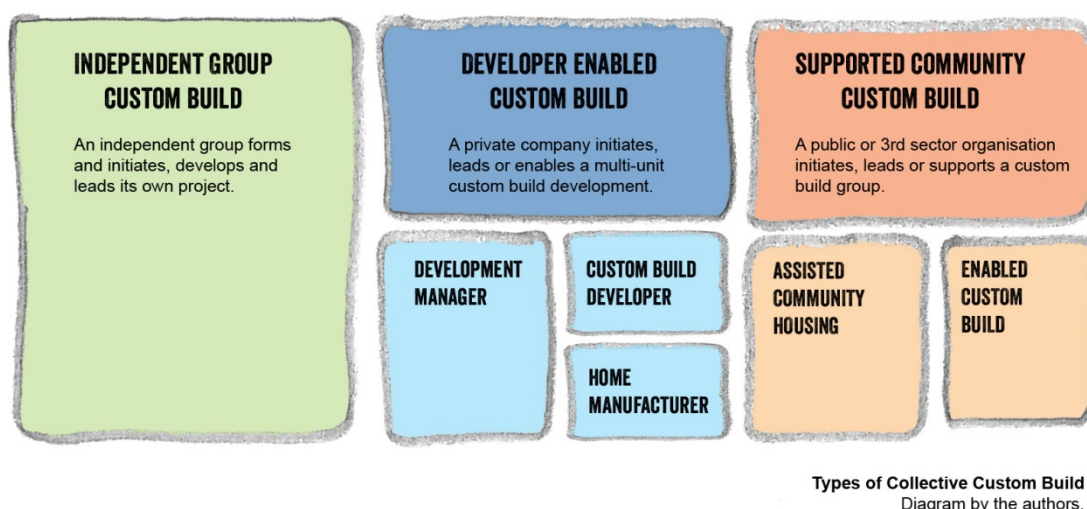 INDEPENDENT GROUP
CUSTOM BUILD
An independent group forms
and initiates, develops and
leads its own project.
DEVELOPER ENABLED
CUSTOM BUILD
A private company initiates,
leads or enables a multi-unit
custom build development.
DEVELOPMENT
MANAGER
CUSTOM BUILD
DEVELOPER
HOME
MANUFACTURER
SUPPORTED COMMUNITY
CUSTOM BUILD
A public or 3rd sector organisation
initiates, leads or supports a custom
build group.
ASSISTED
COMMUNITY
HOUSING
ENABLED
CUSTOM
BUILD
Types of Collective Custom Build
Diagram by the authors.